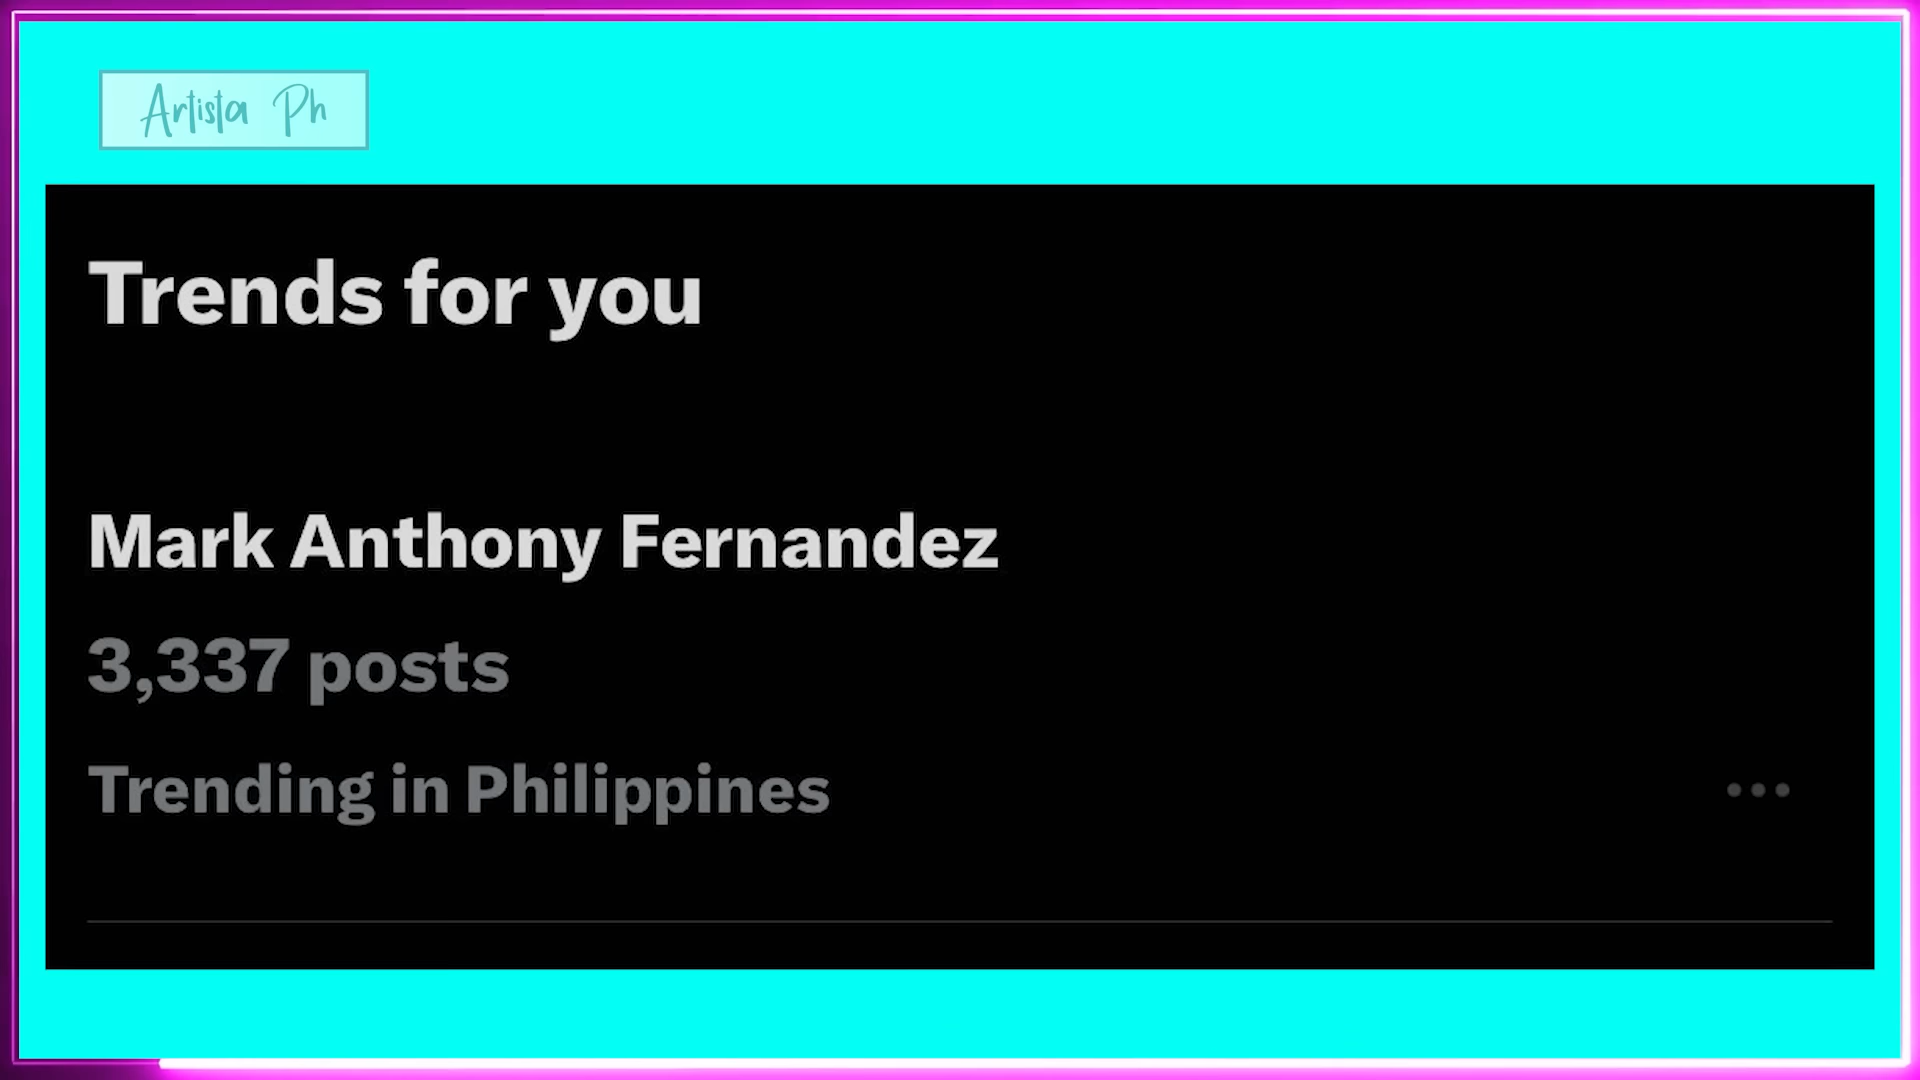 Artista Ph
Trends for you
Mark Anthony Fernandez
3,337 posts
Trending in Philippines